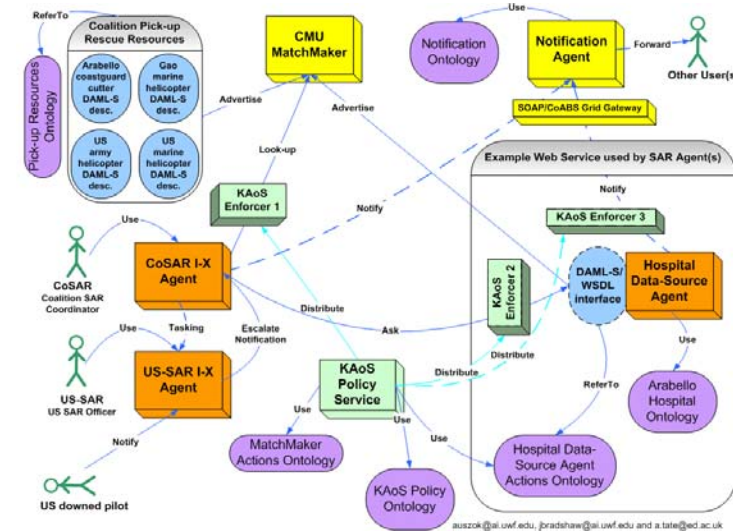 ReferTo
Coalition Pick-up
Rescue Resources
Pick-up Resources
Ontology
Arabello
coastguard
cutter
DAML-S
desc.
Gao
marine
helicopter
DAML-S
desc.
US
army
helicopter
DAML-S
desc.
US
marine
helicopter
DAML-S
desc.
CMU
MatchMaker
Advertise
Advertise
Look-up
Use
Notification
Ontology
Notification
Agent
Forward
Other User(s)
SOAP/CoABS Grid Gateway
Example Web Service used by SAR Agent(s)
Notify
KAoS
Enforcer 1
Notify
KAoS Enforcer 3
Use
CoSAR
Coalition SAR
Coordinator
CoSAR I-X
Agent
Distribute
KAoS
Enforcer 2
DAML-S/
WSDL
interface
Hospital
Data-Source
Agent
Tasking
Escalate
Notification
Ask
Use
US-SAR
US SAR Officer
US-SAR I-X
Agent
KAoS
Policy
Service
Distribute
Distribute
ReferTo
Use
Arabello
Hospital
Ontology
Notify
US downed pilot
Use
Use
Use
MatchMaker
Actions Ontology
KAoS Policy
Ontology
Hospital Data-
Source Agent
Actions Ontology
auszok@ai.uwf.edu, jbradshaw@ai.uwf.edu and a.tate@ed.ac.uk